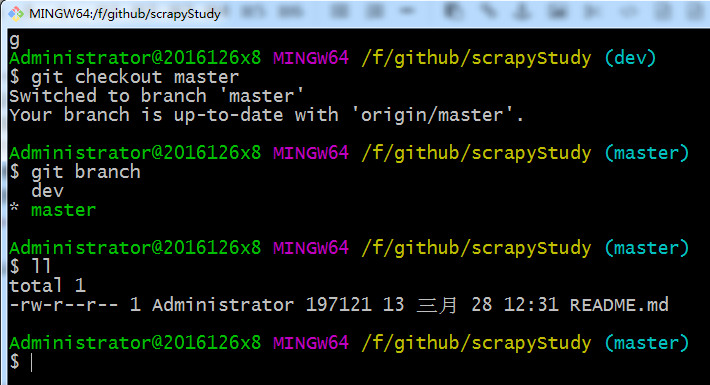 MINGW64:/f/github/scrapyStudy
g
Administrator@2016126x8 MINGW64 /f/github/scrapyStudy (dev)
$ git checkout master
Switched to branch 'master'
Your branch is up-to-date with 'origin/master'.
Administrator@2016126x8 MINGW64 /f/github/scrapyStudy (master)
$ git branch
  dev
* master
Administrator@2016126x8 MINGW64 /f/github/scrapyStudy (master)
$ ll
total 1
-rw-r--r-- 1 Administrator 197121 13 三月 28 12:31 README.md
Administrator@2016126x8 MINGW64 /f/github/scrapyStudy (master)
$